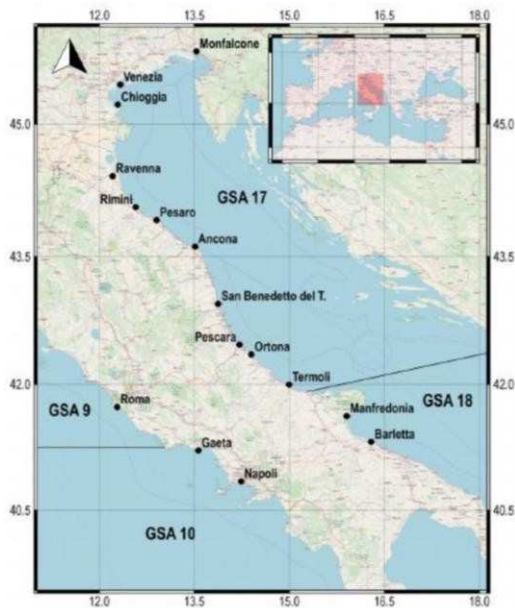 12.0 13.5 15.0 16.5 18.0
Monfalcone
Venezia
Chioggia
45.0 45.0
Ravenna
Rimini
Pesaro
GSA 17
Ancona
43.5 43.5
San Benedetto del T.
Pescara
Ortona
Termoli
42.0 42.0
Roma
GSA 9
Manfredonia
GSA 18
Barletta
Gaeta
Napoli
40.5 40.5
GSA 10
12.0 13.5 15.0 16.5 18.0